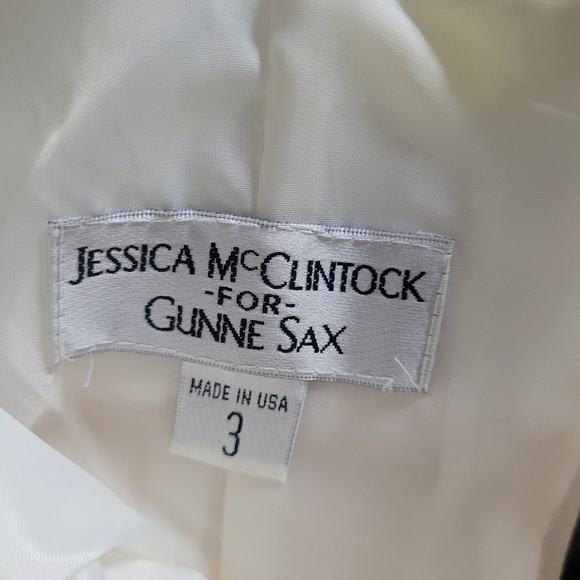 JESSICA MCCLINTOCK
-FOR-
GUNNE SAX
MADE IN USA
3